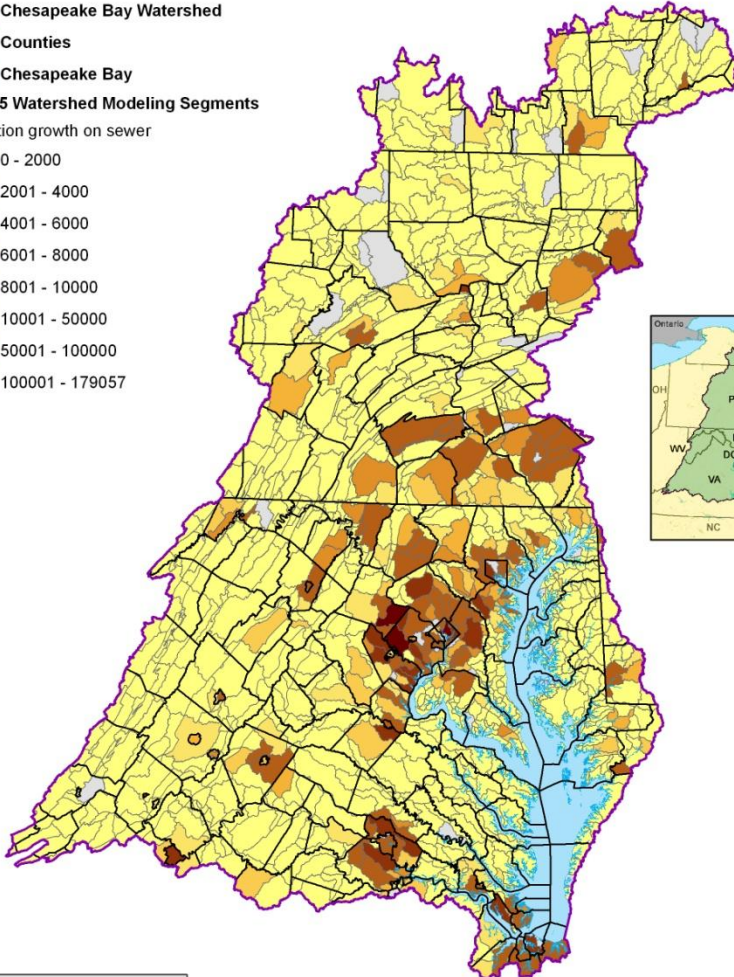 Chesapeake Bay Watershed
Counties
Chesapeake Bay
5 Watershed Modeling Segments
tion growth on sewer
0 - 2000
2001 - 4000
4001 - 6000
6001 - 8000
8001 - 10000
10001 - 50000
50001 - 100000
100001 - 179057
Ontario
OH
P
WV
D
VA
NC